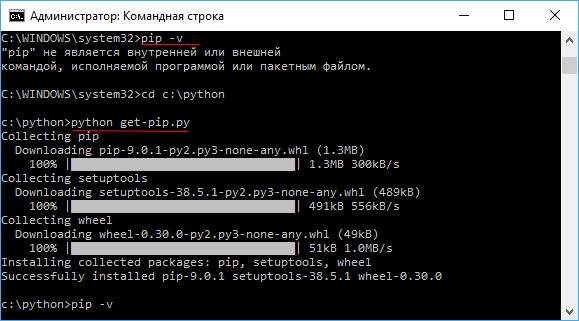 Администратор: Командная строка
C:\WINDOWS\system32>pip -v
"pip" не является внутренней или внешней
командой, исполняемой программой или пакетным файлом.
C:\WINDOWS\system32>cd c:\python
c:\python>python get-pip.py
Collecting pip
  Downloading pip-9.0.1-py2.py3-none-any.whl (1.3MB)
    100% |████████████████████████████████| 1.3MB 300kB/s
Collecting setuptools
  Downloading setuptools-38.5.1-py2.py3-none-any.whl (489kB)
    100% |████████████████████████████████| 491kB 556kB/s
Collecting wheel
  Downloading wheel-0.30.0-py2.py3-none-any.whl (49kB)
    100% |████████████████████████████████| 51kB 1.0MB/s
Installing collected packages: pip, setuptools, wheel
Successfully installed pip-9.0.1 setuptools-38.5.1 wheel-0.30.0
c:\python>pip -v